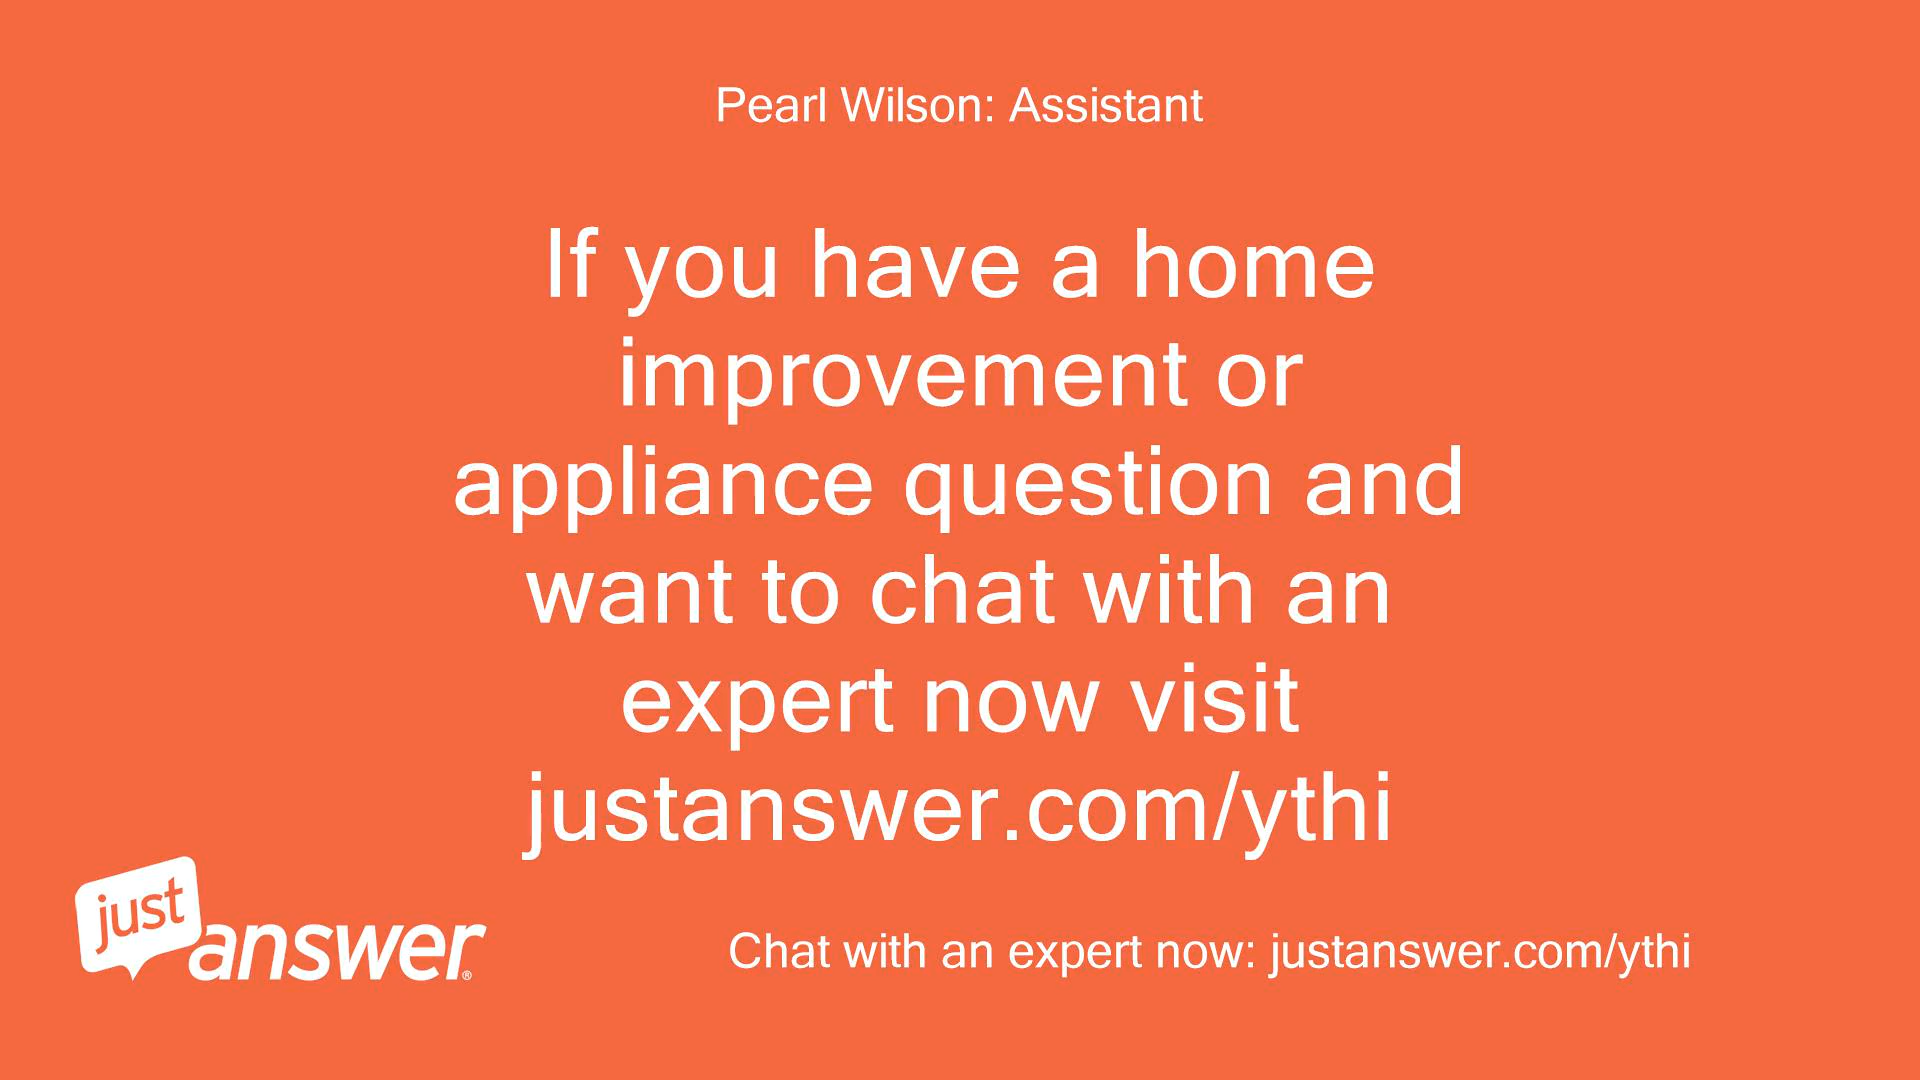 Pearl Wilson: Assistant
If you have a home
improvement or
appliance question and
want to chat with an
expert now visit
justanswer.com/ythi
just
answer®
Chat with an expert now: justanswer.com/ythi